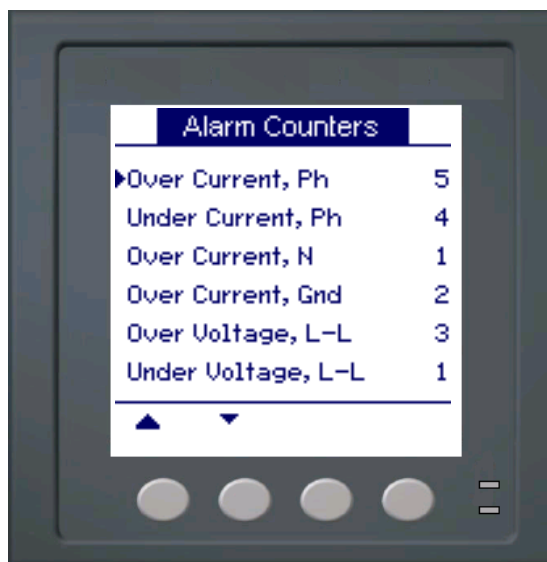 Alarm Counters
Over Current, Ph 5
Under Current, Ph 4
Over Current, N 1
Over Current, Gnd 2
Over Voltage, L-L 3
Under Voltage, L-L 1